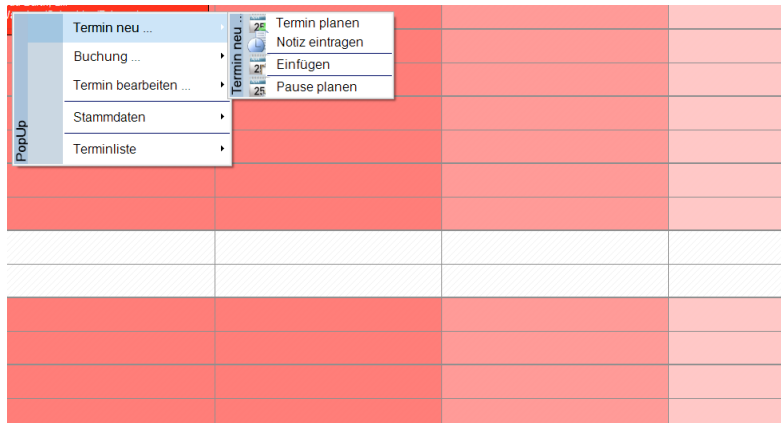 Termin neu ...
Buchung ...
Termin bearbeiten ...
Stammdaten
Terminliste
PopUp
Termin neu ...
Termin planen
Notiz eintragen
Einfügen
Pause planen